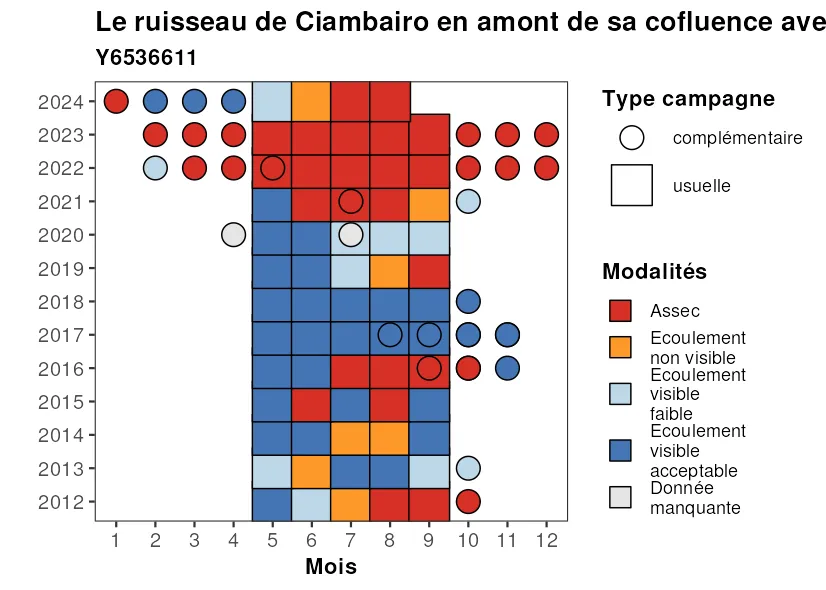 Le ruisseau de Ciambairo en amont de sa cofluence ave
Y6536611
2024
2023
2022
2021
2020
2019
2018
2017
2016
2015
2014
2013
2012
1 2 3 4 5 6 7 8 9 10 11 12
Mois
Type campagne
complémentaire
usuelle
Modalités
Assec
Ecoulement
non visible
Ecoulement
visible
faible
Ecoulement
visible
acceptable
Donnée
manquante